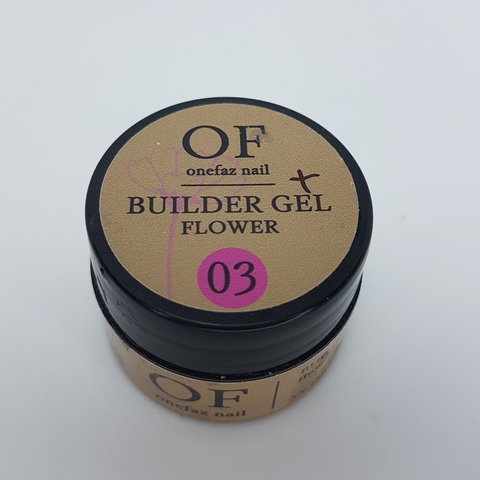 OF
onefaz nail
+
BUILDER GEL
FLOWER
03
OF
onefaz nail